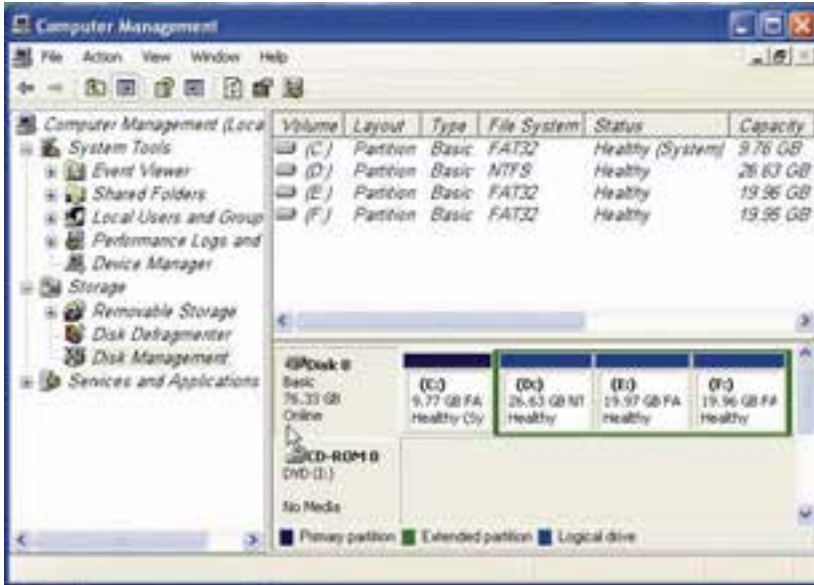 Computer Management
File Action View Window Help
Computer Management (Loca
System Tools
Event Viewer
Shared Folders
Local Users and Group
Performance Logs and
Device Manager
Storage
Removable Storage
Disk Defragmenter
Disk Management
Services and Applications
Volume Layout Type File System Status Capacity
(C:) Partition Basic FAT32 Healthy (System) 9.76 GB
(D:) Partition Basic NTFS Healthy 26.63 GB
(E:) Partition Basic FAT32 Healthy 19.96 GB
(F:) Partition Basic FAT32 Healthy 19.96 GB
Disk 0
Basic
76.33 GB
Online
(C:)
9.77 GB FA
Healthy (Sy
(D:)
26.63 GB NT
Healthy
(E:)
19.97 GB FA
Healthy
(F:)
19.96 GB FA
Healthy
CD-ROM 0
DVD (I:)
No Media
Primary partition Extended partition Logical drive